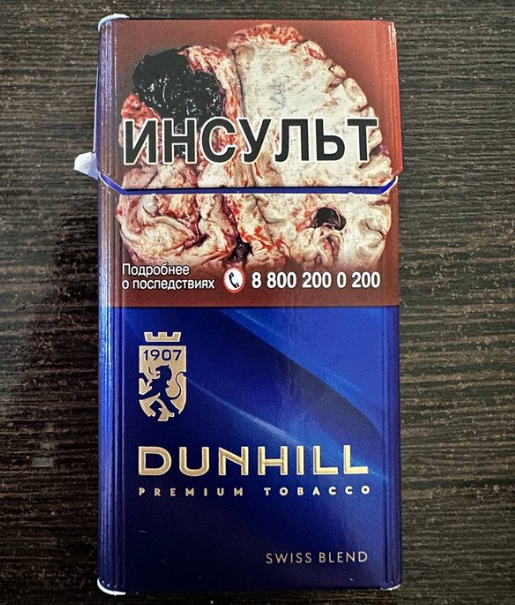 ИНСУЛЬТ
Подробнее
о последствиях
8 800 200 0 200
1907
DUNHILL
PREMIUM TOBACCO
SWISS BLEND